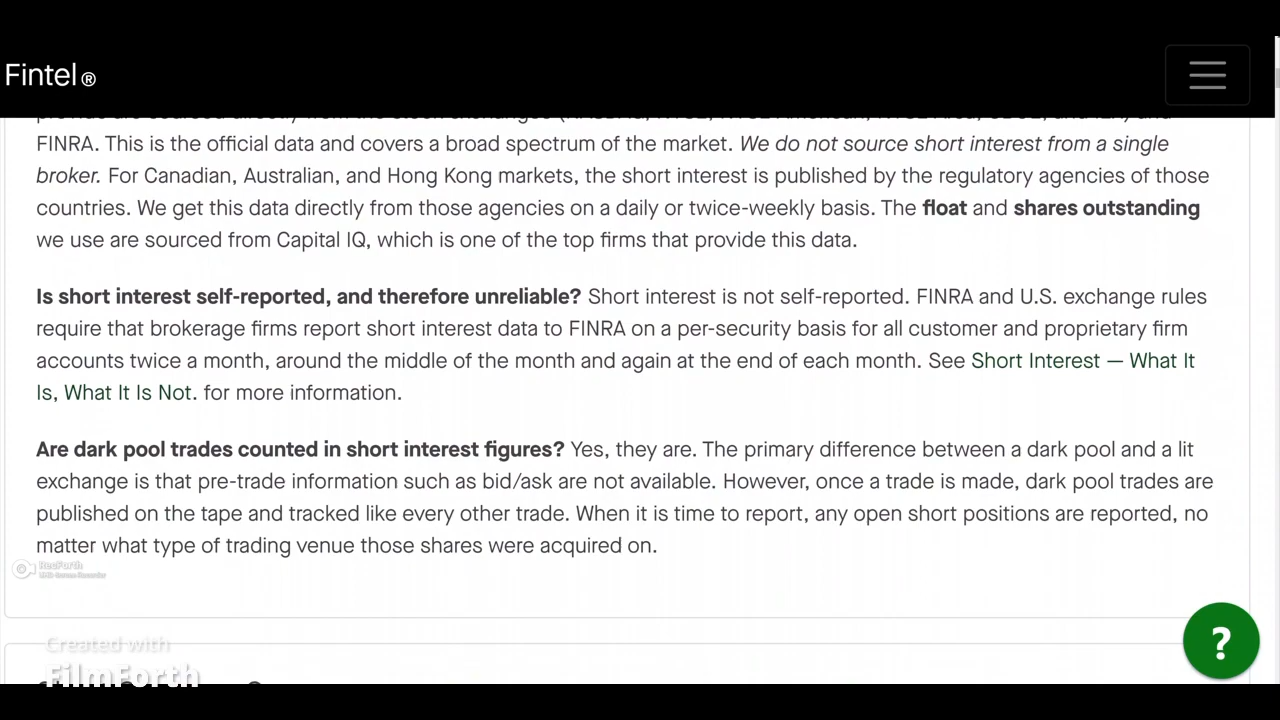 Fintel ®
FINRA. This is the official data and covers a broad spectrum of the market. We do not source short interest from a single
broker. For Canadian, Australian, and Hong Kong markets, the short interest is published by the regulatory agencies of those
countries. We get this data directly from those agencies on a daily or twice-weekly basis. The float and shares outstanding
we use are sourced from Capital IQ, which is one of the top firms that provide this data.
Is short interest self-reported, and therefore unreliable? Short interest is not self-reported. FINRA and U.S. exchange rules
require that brokerage firms report short interest data to FINRA on a per-security basis for all customer and proprietary firm
accounts twice a month, around the middle of the month and again at the end of each month. See Short Interest — What It
Is, What It Is Not. for more information.
Are dark pool trades counted in short interest figures? Yes, they are. The primary difference between a dark pool and a lit
exchange is that pre-trade information such as bid/ask are not available. However, once a trade is made, dark pool trades are
published on the tape and tracked like every other trade. When it is time to report, any open short positions are reported, no
matter what type of trading venue those shares were acquired on.
RecForth
Created with
FilmForth
?